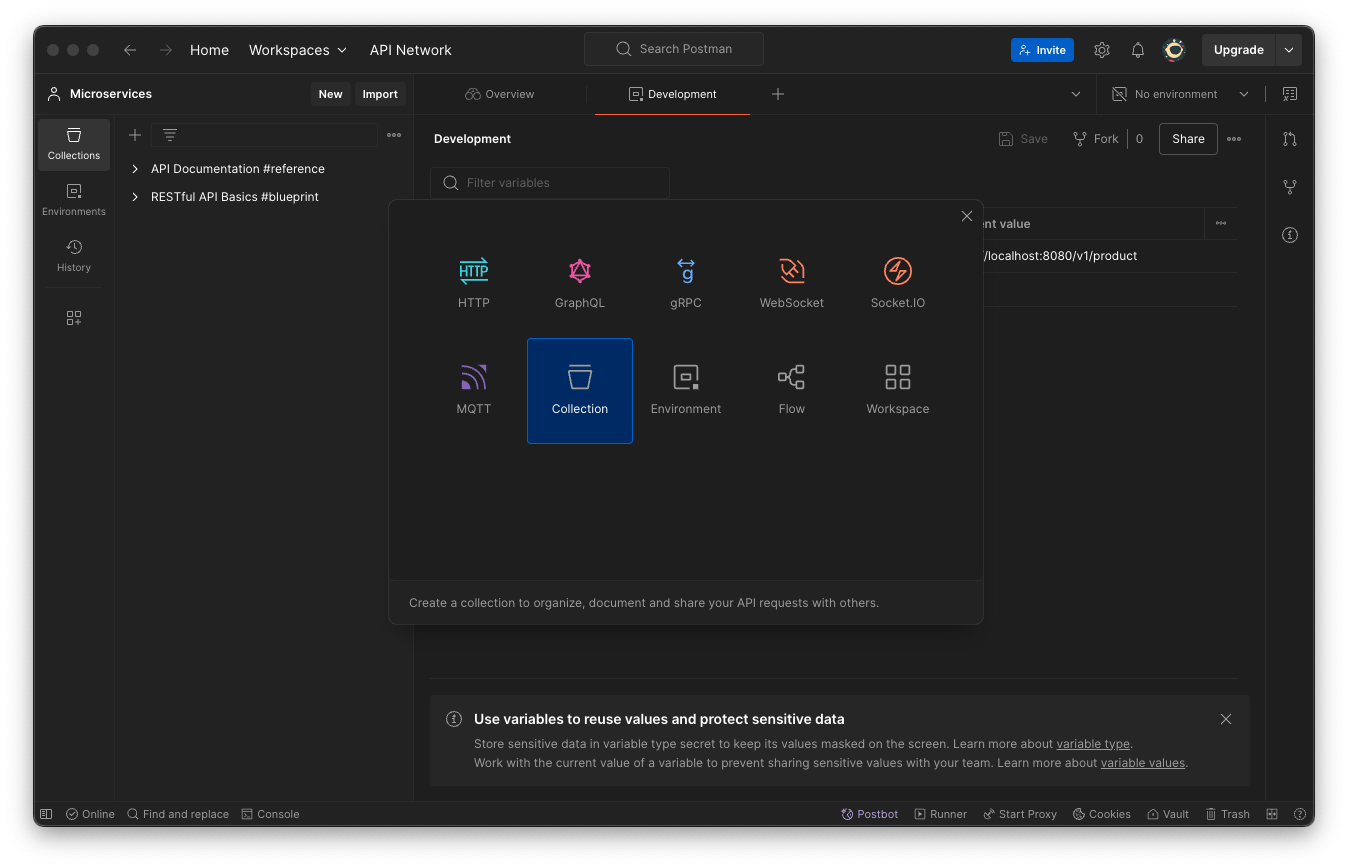 Home Workspaces API Network Search Postman Invite Upgrade
Microservices New Import Overview Development No environment
Collections
Environments
History
API Documentation #reference
RESTful API Basics #blueprint
Development Save Fork 0 Share
Filter variables
value
/localhost:8080/v1/product
HTTP GraphQL gRPC WebSocket Socket.IO
MQTT Collection Environment Flow Workspace
Create a collection to organize, document and share your API requests with others.
Use variables to reuse values and protect sensitive data
Store sensitive data in variable type secret to keep its values masked on the screen. Learn more about variable type.
Work with the current value of a variable to prevent sharing sensitive values with your team. Learn more about variable values.
Online Find and replace Console Postbot Runner Start Proxy Cookies Vault Trash